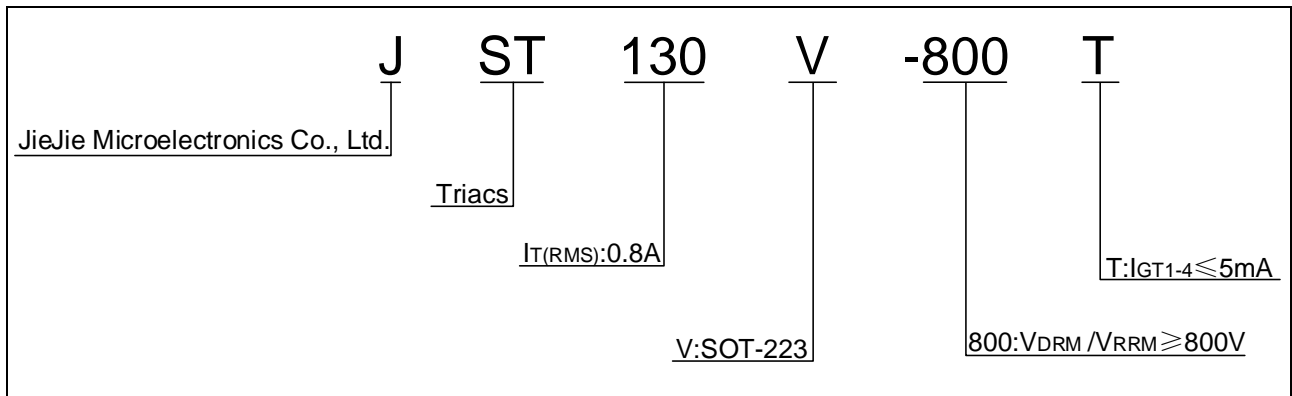 J ST 130 V -800 T
JieJie Microelectronics Co., Ltd.
Triacs
IT(RMS):0.8A
T:IGT1-4≤5mA
V:SOT-223
800:VDRM /VRRM≥800V